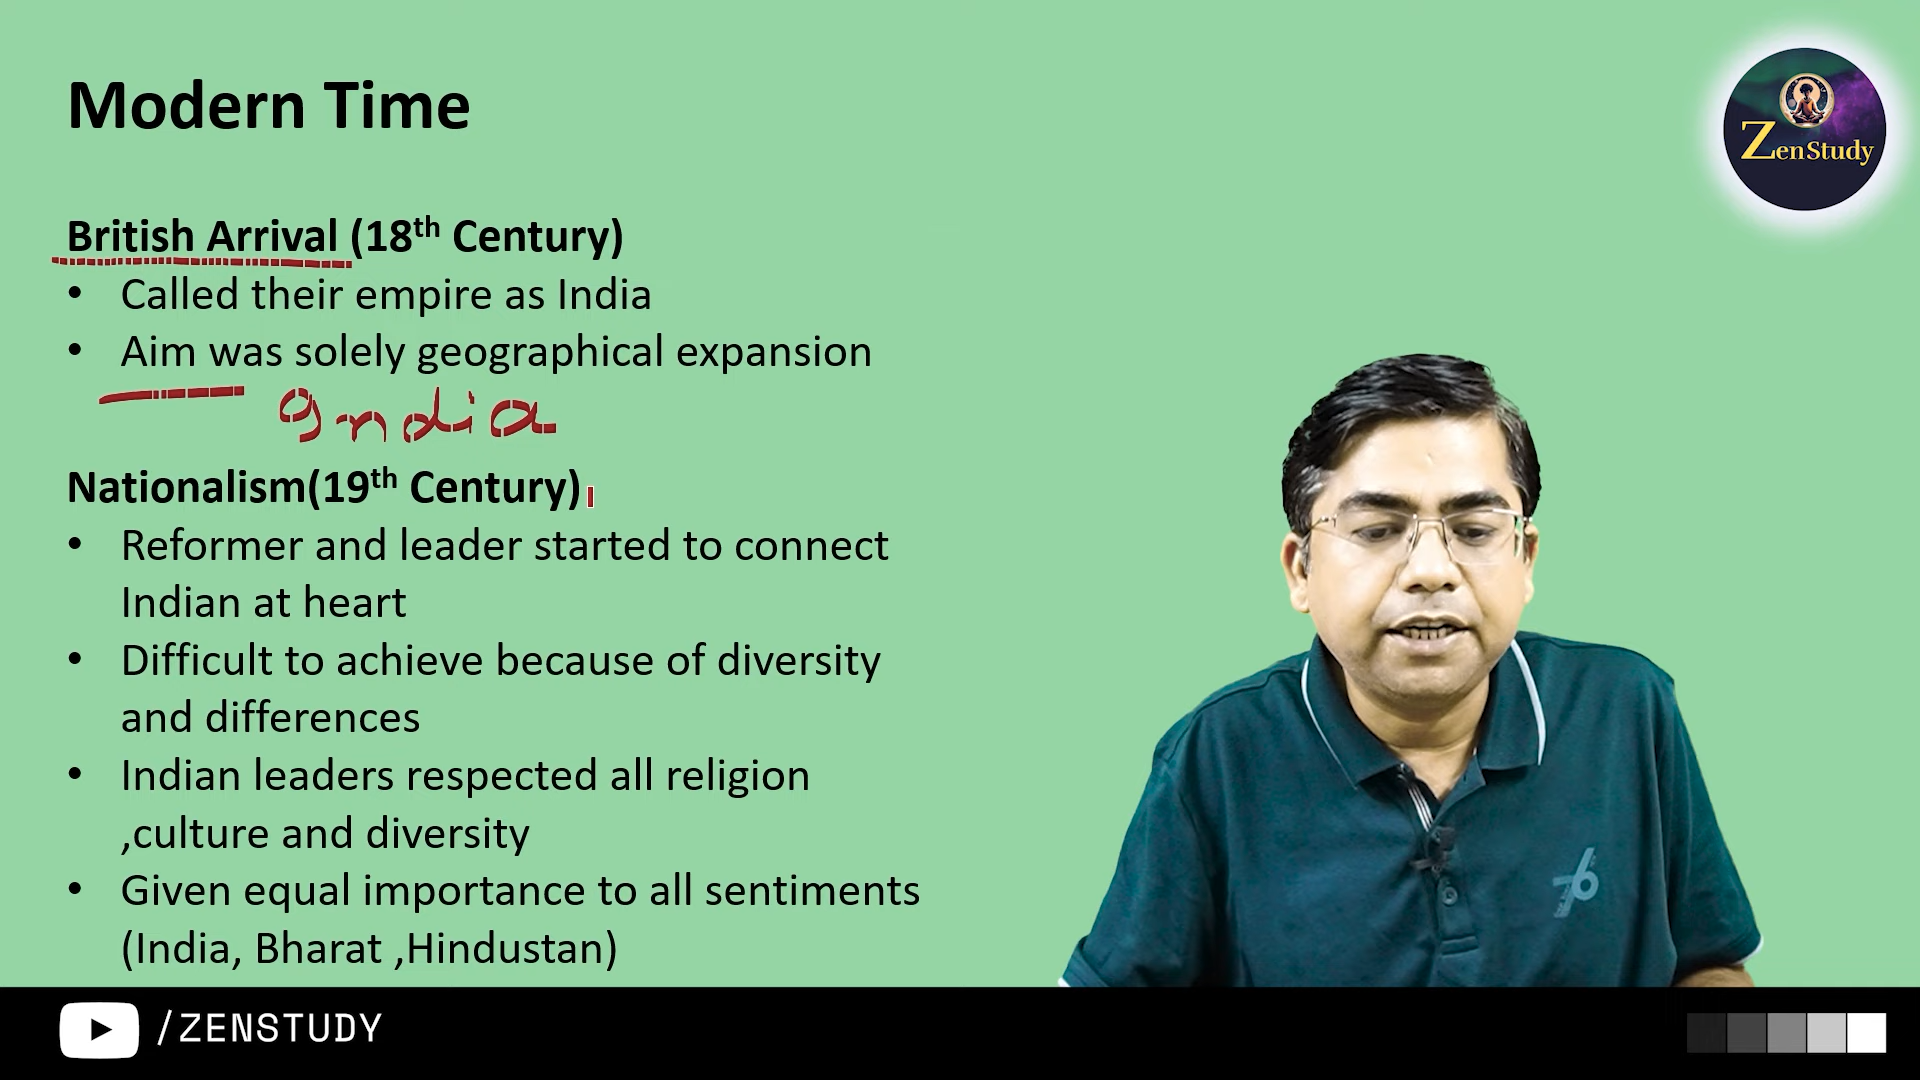 Modern Time
ZenStudy
British Arrival (18th Century)
• Called their empire as India
• Aim was solely geographical expansion
India
Nationalism(19th Century)
• Reformer and leader started to connect
Indian at heart
• Difficult to achieve because of diversity
and differences
• Indian leaders respected all religion
,culture and diversity
• Given equal importance to all sentiments
(India, Bharat ,Hindustan)
76
/ZENSTUDY